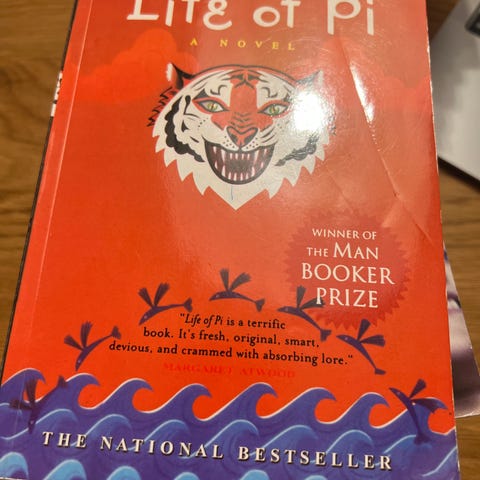 Life of Pi
A NOVEL
WINNER OF
THE MAN
BOOKER
PRIZE
"Life of Pi is a terrific
book. It's fresh, original, smart,
devious, and crammed with absorbing lore."
MARGARET ATWOOD
THE NATIONAL BESTSELLER